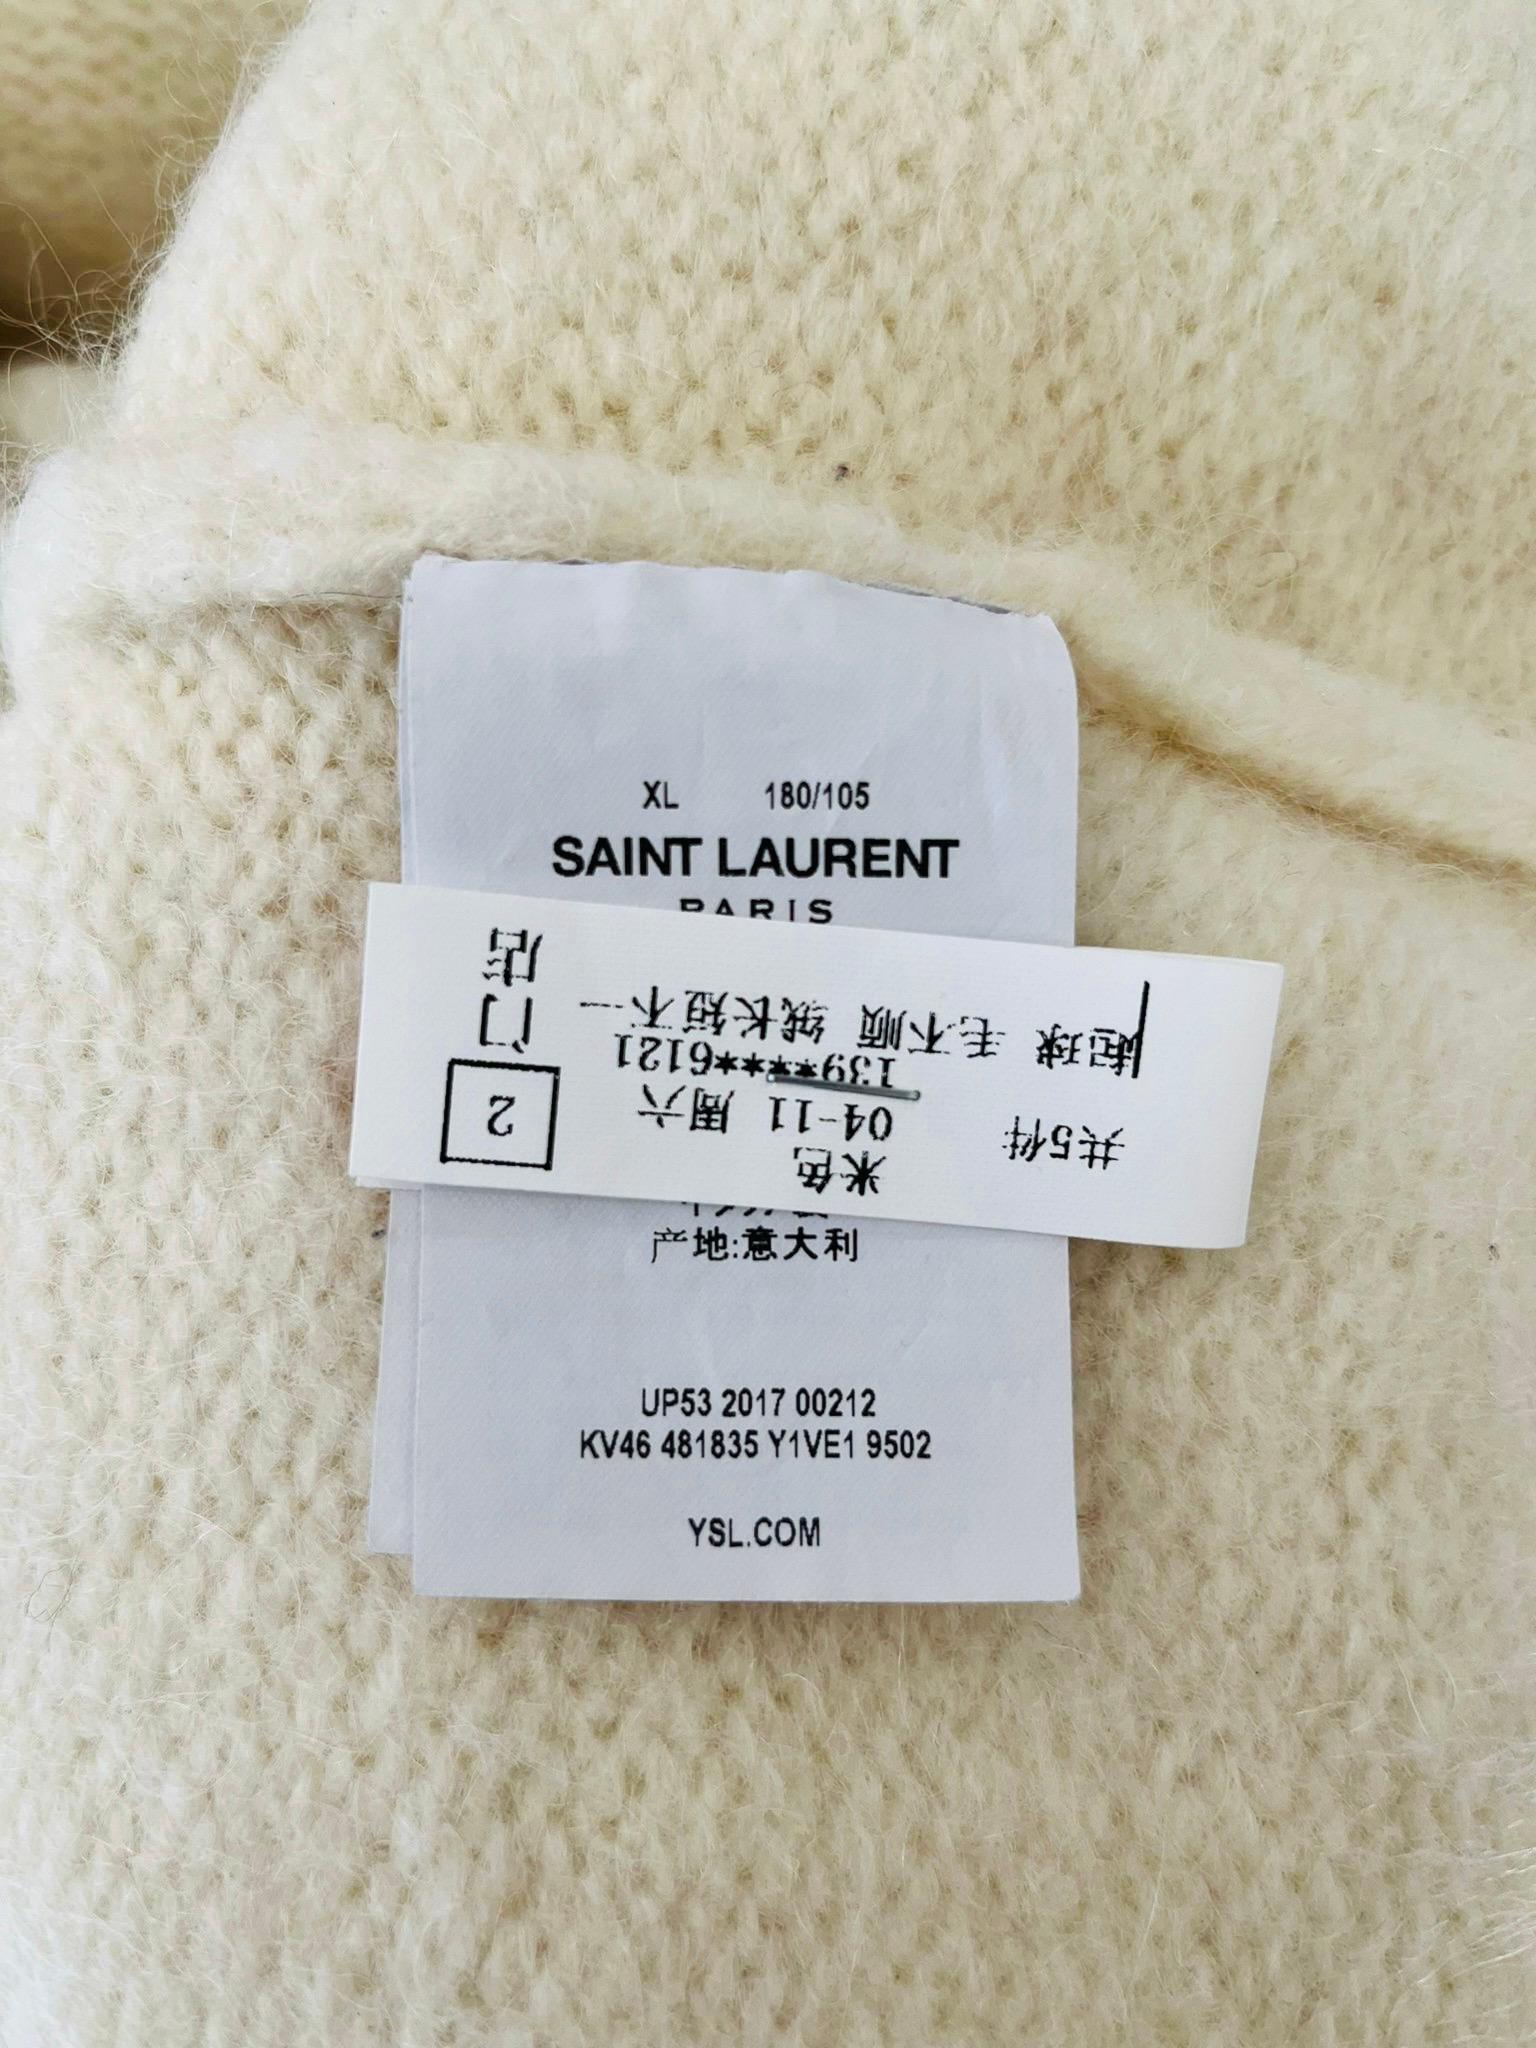 XL 180/105
SAINT LAURENT
PARIS
米色 共5件
04-11 周六
139****6121
起球 毛不顺 绒长短不一
2 门店
产地:意大利
UP53 2017 00212
KV46 481835 Y1VE1 9502
YSL.COM